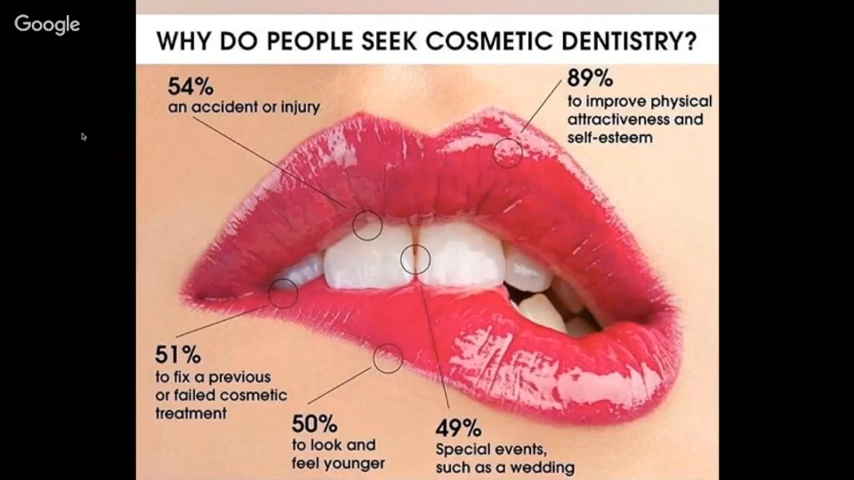 Google
WHY DO PEOPLE SEEK COSMETIC DENTISTRY?
54%
an accident or injury
89%
to improve physical
attractiveness and
self-esteem
51%
to fix a previous
or failed cosmetic
treatment
50%
to look and
feel younger
49%
Special events,
such as a wedding